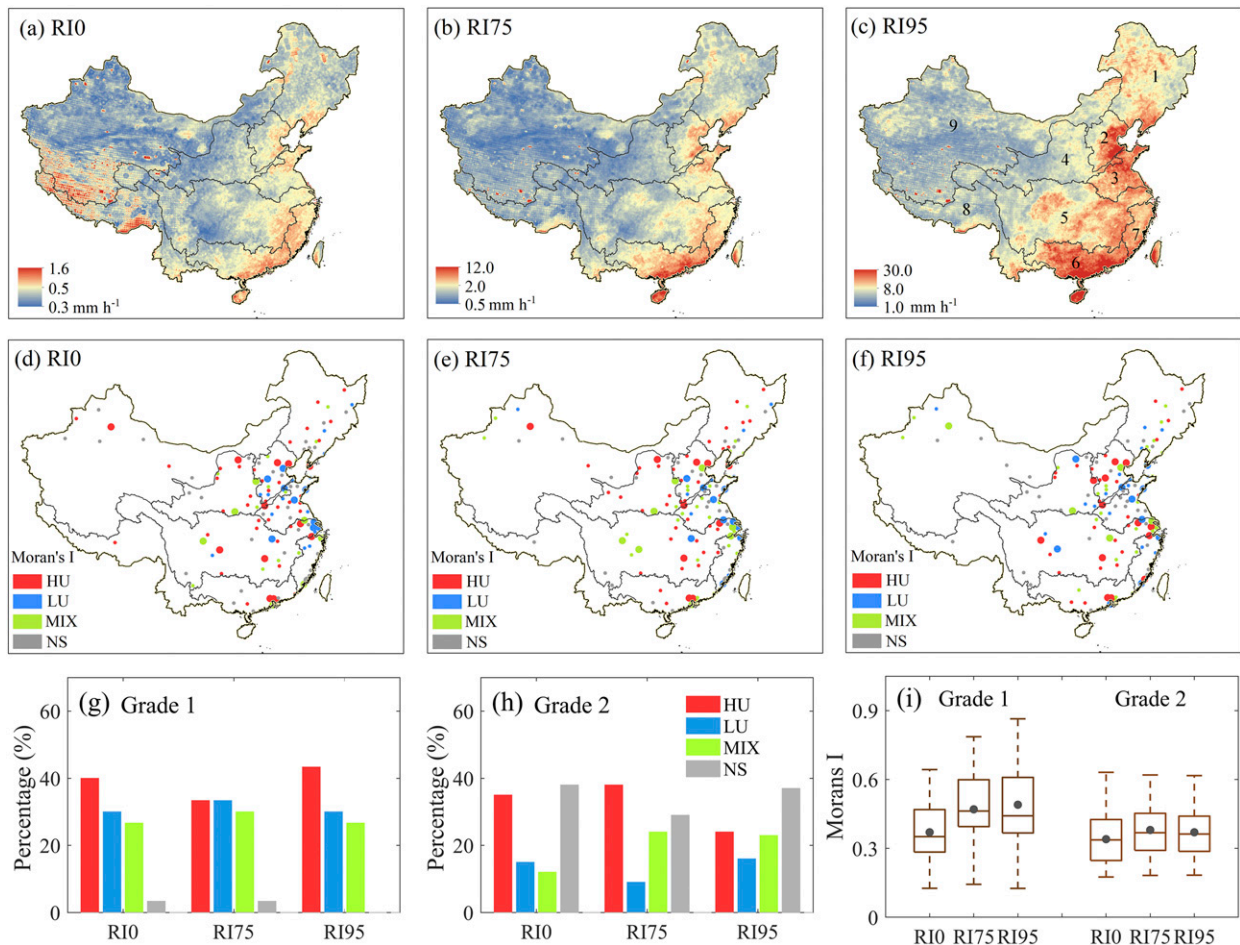 (a) RI0
1.6
0.5
0.3 mm h⁻¹
(b) RI75
12.0
2.0
0.5 mm h⁻¹
(c) RI95
1
2
3
4
5
6
7
8
9
30.0
8.0
1.0 mm h⁻¹
(d) RI0
Moran's I
HU
LU
MIX
NS
(e) RI75
Moran's I
HU
LU
MIX
NS
(f) RI95
Moran's I
HU
LU
MIX
NS
(g) Grade 1
Percentage (%)
60
40
20
0
RI0 RI75 RI95
(h) Grade 2
HU
LU
MIX
NS
Percentage (%)
60
40
20
0
RI0 RI75 RI95
(i) Grade 1 Grade 2
Morans I
0.9
0.6
0.3
0
RI0 RI75 RI95 RI0 RI75 RI95